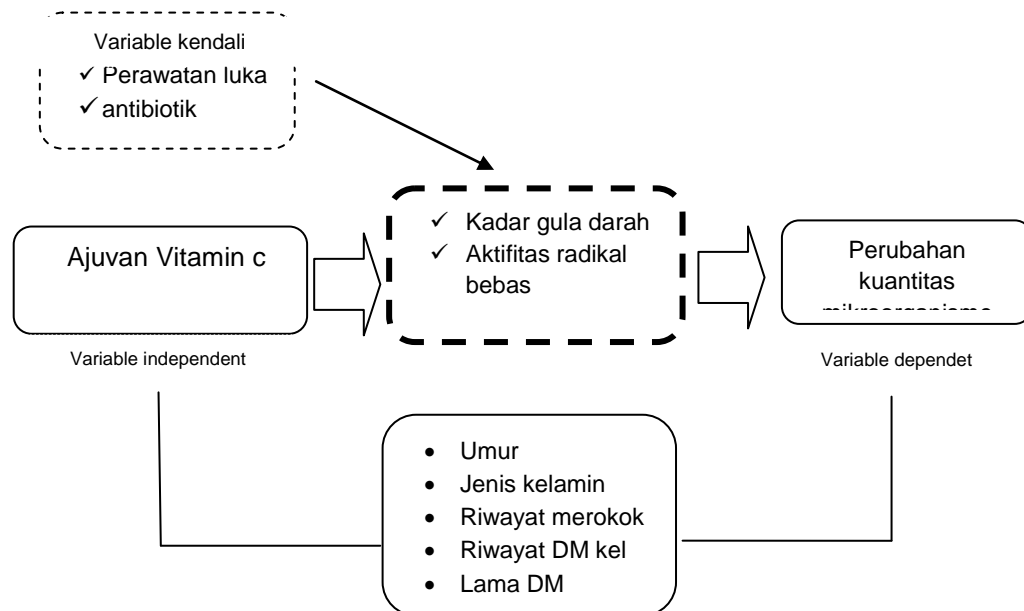 Variable kendali
Perawatan luka
antibiotik
Kadar gula darah
Aktifitas radikal
bebas
Ajuvan Vitamin c
Perubahan
kuantitas
Variable independent
Variable dependet
Umur
Jenis kelamin
Riwayat merokok
Riwayat DM kel
Lama DM